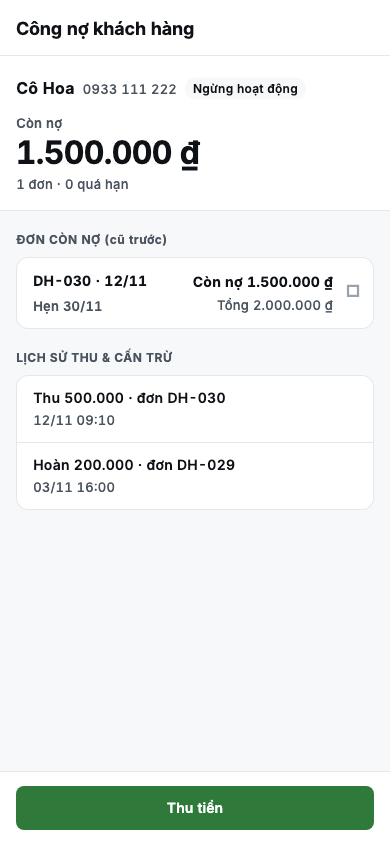 Công nợ khách hàng
Cô Hoa 0933 111 222 Ngừng hoạt động
Còn nợ
1.500.000 ₫
1 đơn · 0 quá hạn
ĐƠN CÒN NỢ (cũ trước)
DH-030 · 12/11 Còn nợ 1.500.000 ₫
Hẹn 30/11 Tổng 2.000.000 ₫
LỊCH SỬ THU & CẤN TRỪ
Thu 500.000 · đơn DH-030
12/11 09:10
Hoàn 200.000 · đơn DH-029
03/11 16:00
Thu tiền